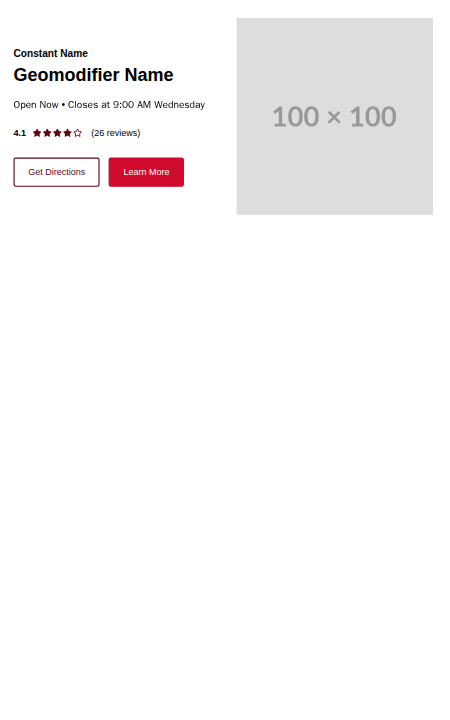 Constant Name
Geomodifier Name
Open Now • Closes at 9:00 AM Wednesday
4.1 (26 reviews)
Get Directions Learn More
100 × 100